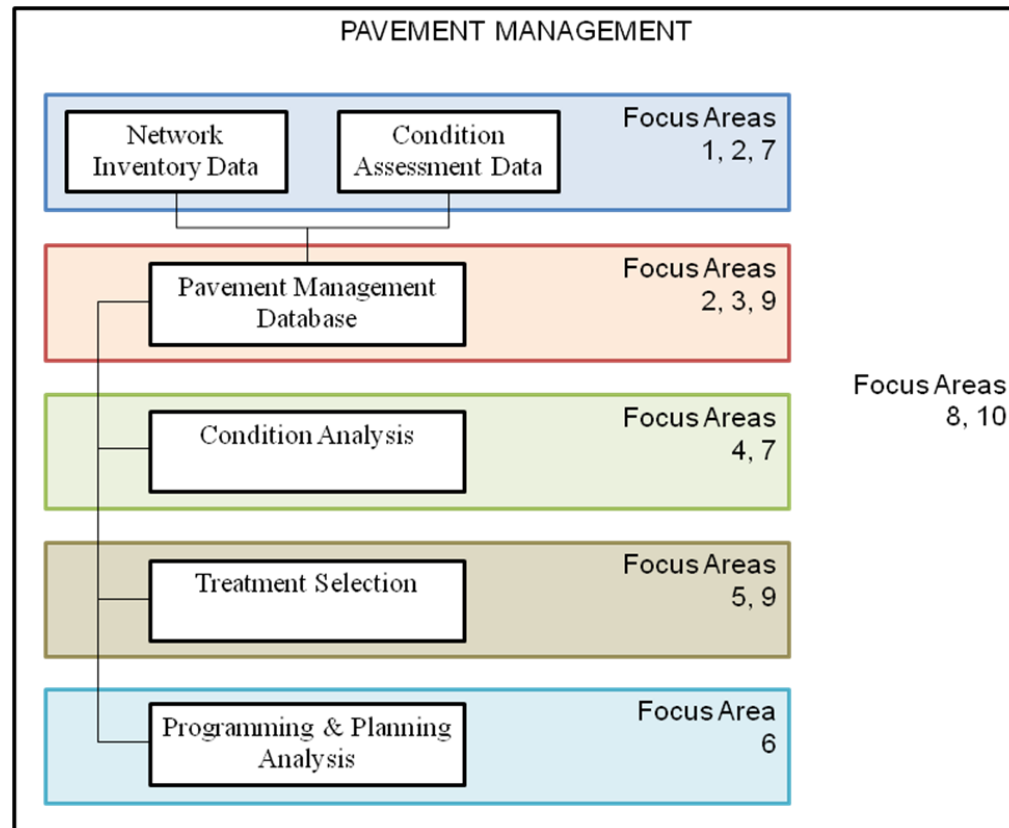 PAVEMENT MANAGEMENT
Network
Inventory Data
Condition
Assessment Data
Focus Areas
1, 2, 7
Pavement Management
Database
Focus Areas
2, 3, 9
Condition Analysis
Focus Areas
4, 7
Focus Areas
8, 10
Treatment Selection
Focus Areas
5, 9
Programming & Planning
Analysis
Focus Area
6